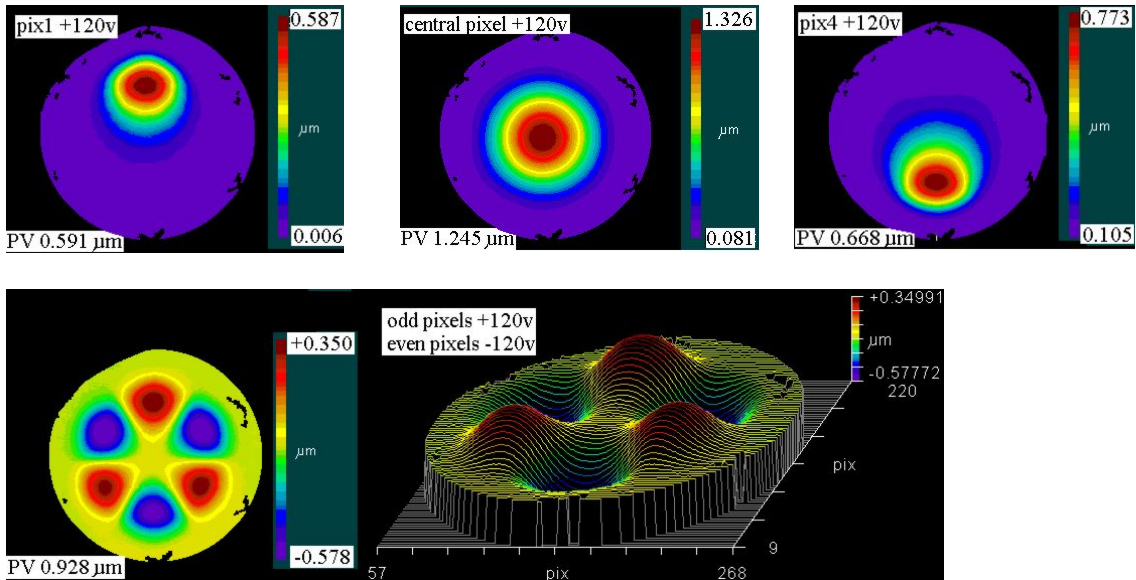 pix1 +120v
0.587
µm
0.006
PV 0.591 µm
central pixel +120v
1.326
µm
0.081
PV 1.245 µm
pix4 +120v
0.773
µm
0.105
PV 0.668 µm
+0.350
µm
-0.578
PV 0.928 µm
odd pixels +120v
even pixels -120v
+0.34991
µm
-0.57772
220
pix
9
57
pix
268